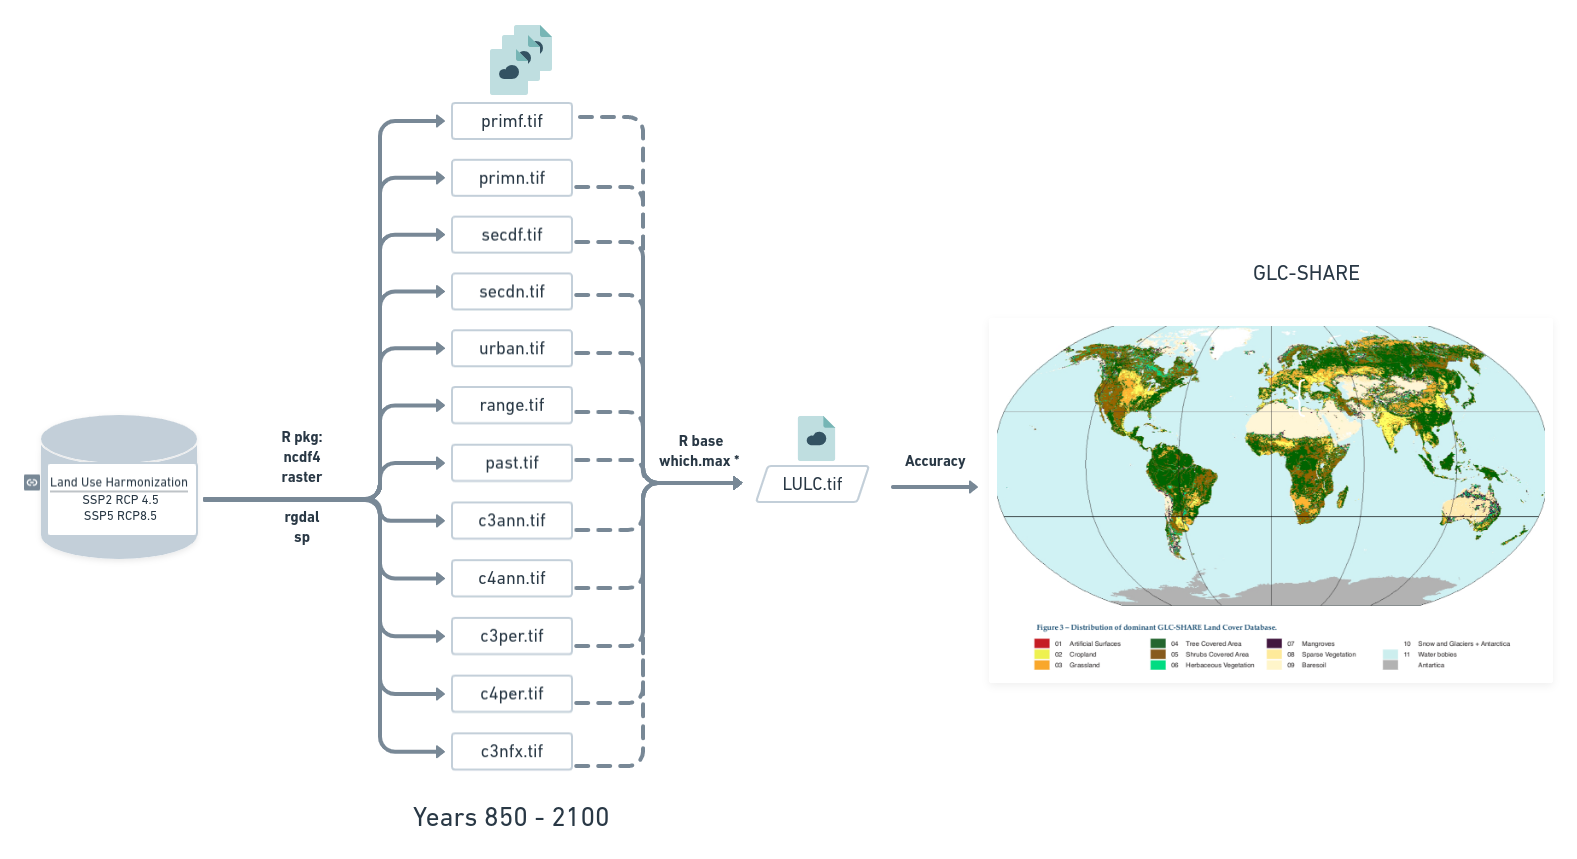 primf.tif
primn.tif
secdf.tif
secdn.tif
urban.tif
range.tif
past.tif
c3ann.tif
c4ann.tif
c3per.tif
c4per.tif
c3nfx.tif
Years 850 - 2100
Land Use Harmonization
SSP2 RCP 4.5
SSP5 RCP8.5
R pkg:
ncdf4
raster
rgdal
sp
R base
which.max *
LULC.tif
Accuracy
GLC-SHARE
Figure 3 – Distribution of dominant GLC-SHARE Land Cover Database.
01 Artificial Surfaces
02 Cropland
03 Grassland
04 Tree Covered Area
05 Shrubs Covered Area
06 Herbaceous Vegetation
07 Mangroves
08 Sparse Vegetation
09 Baresoil
10 Snow and Glaciers + Antarctica
11 Water bobies
Antartica